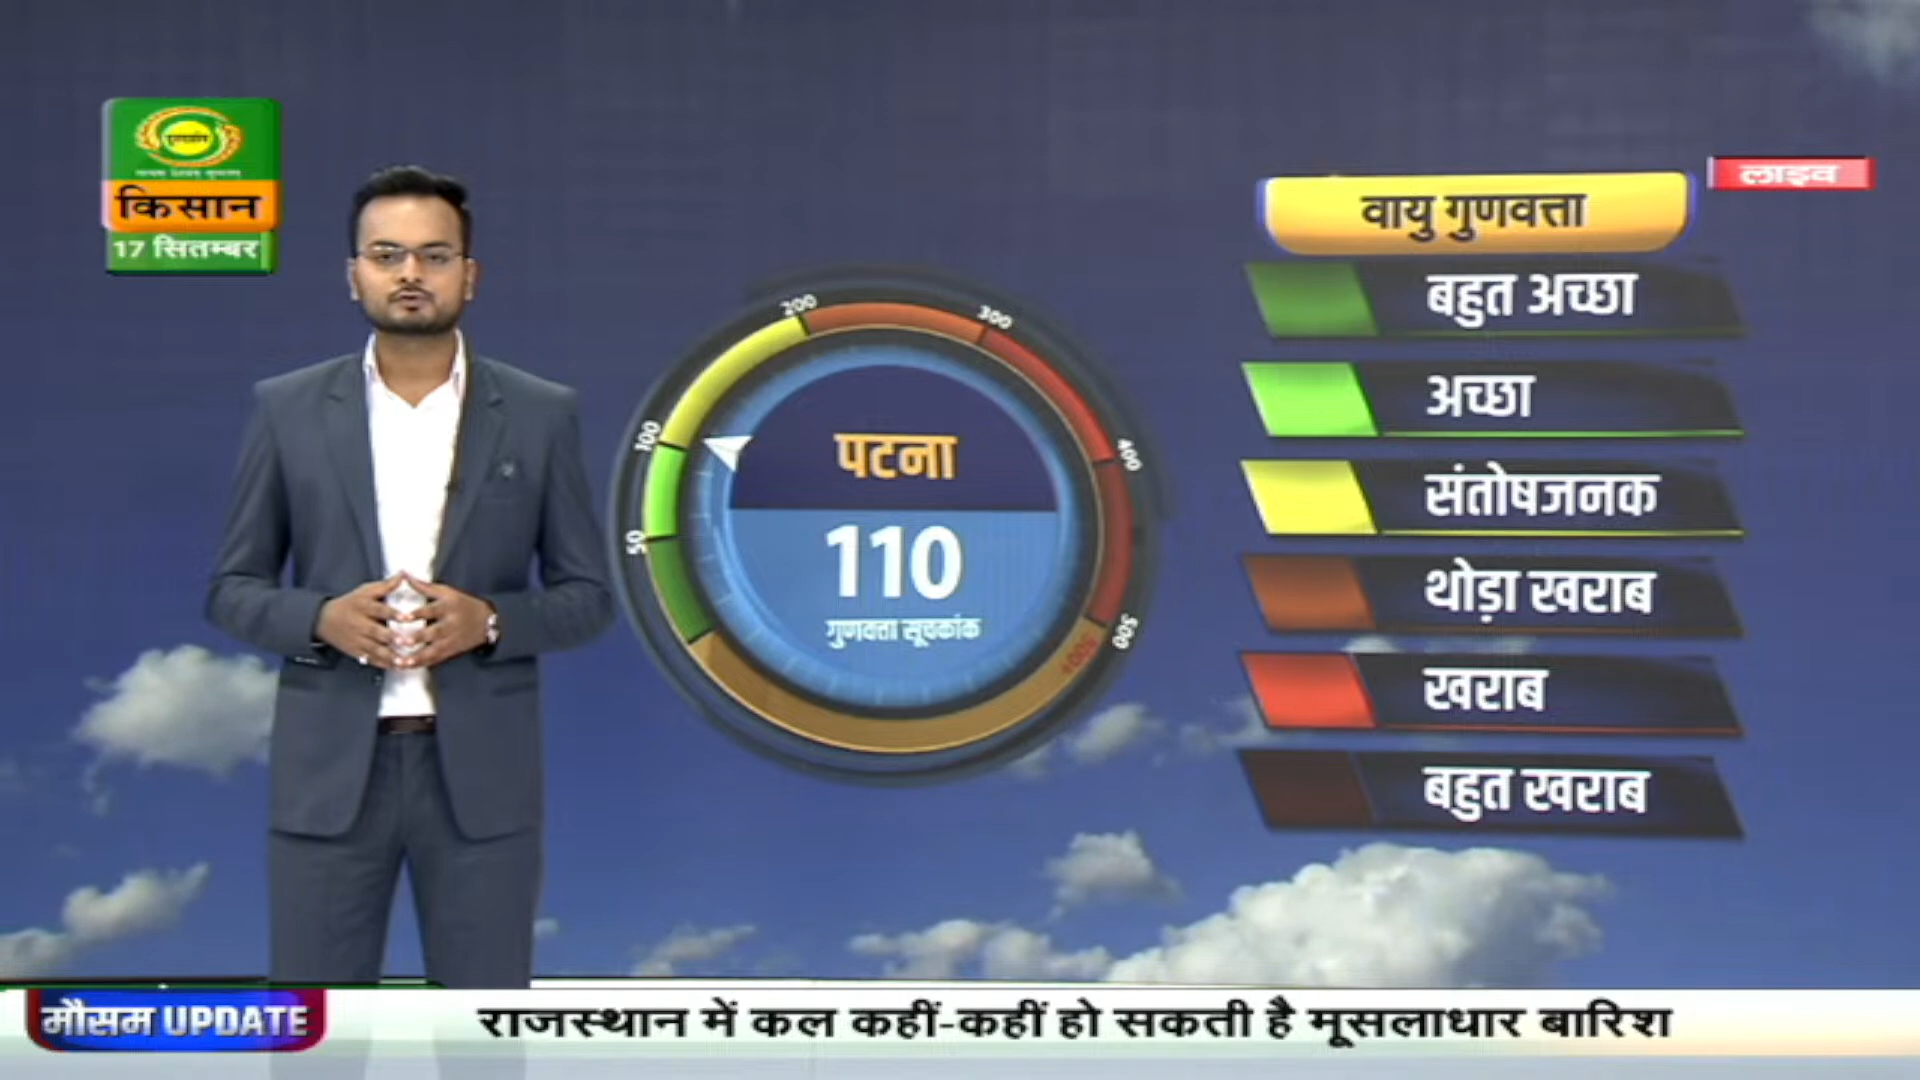 किसान
17 सितम्बर
लाइव
वायु गुणवत्ता
बहुत अच्छा
अच्छा
संतोषजनक
थोड़ा खराब
खराब
बहुत खराब
50
100
200
300
400
500
500+
पटना
110
गुणवत्ता सूचकांक
मौसम UPDATE
राजस्थान में कल कहीं-कहीं हो सकती है मूसलाधार बारिश